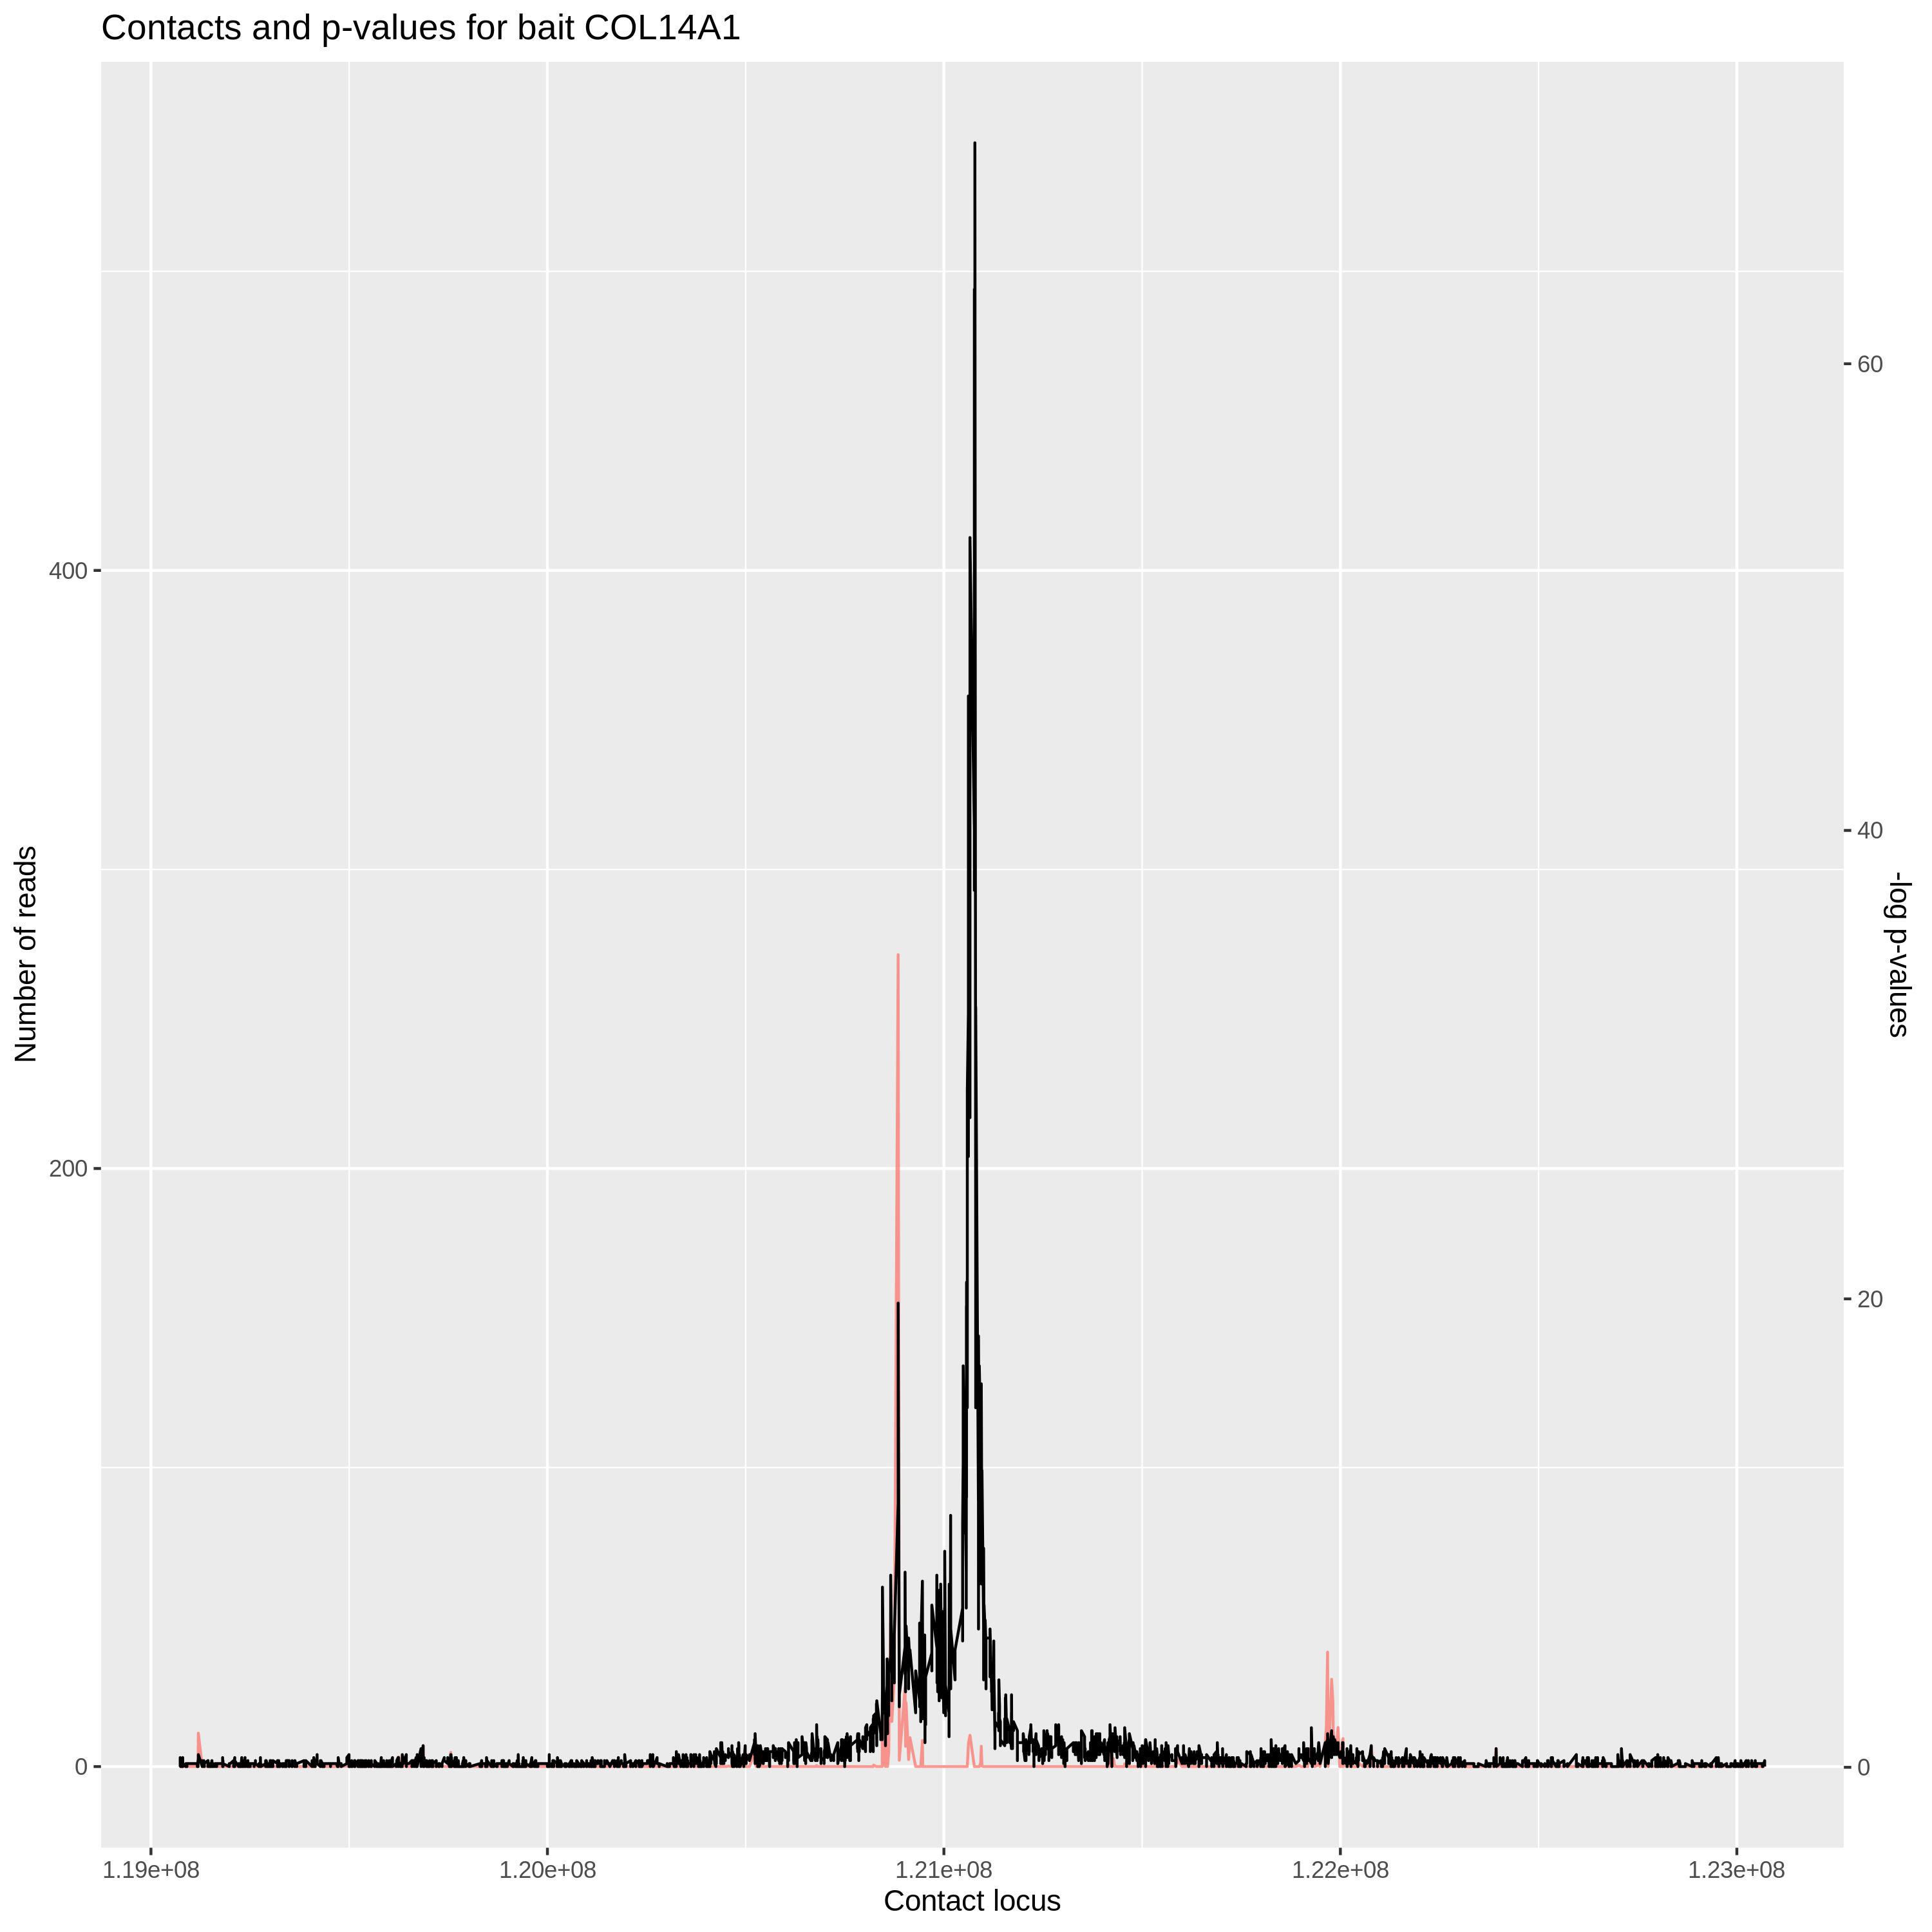 Contacts and p-values for bait COL14A1
Number of reads
400
200
0
60
40
20
0
-log p-values
1.19e+08
1.20e+08
1.21e+08
1.22e+08
1.23e+08
Contact locus